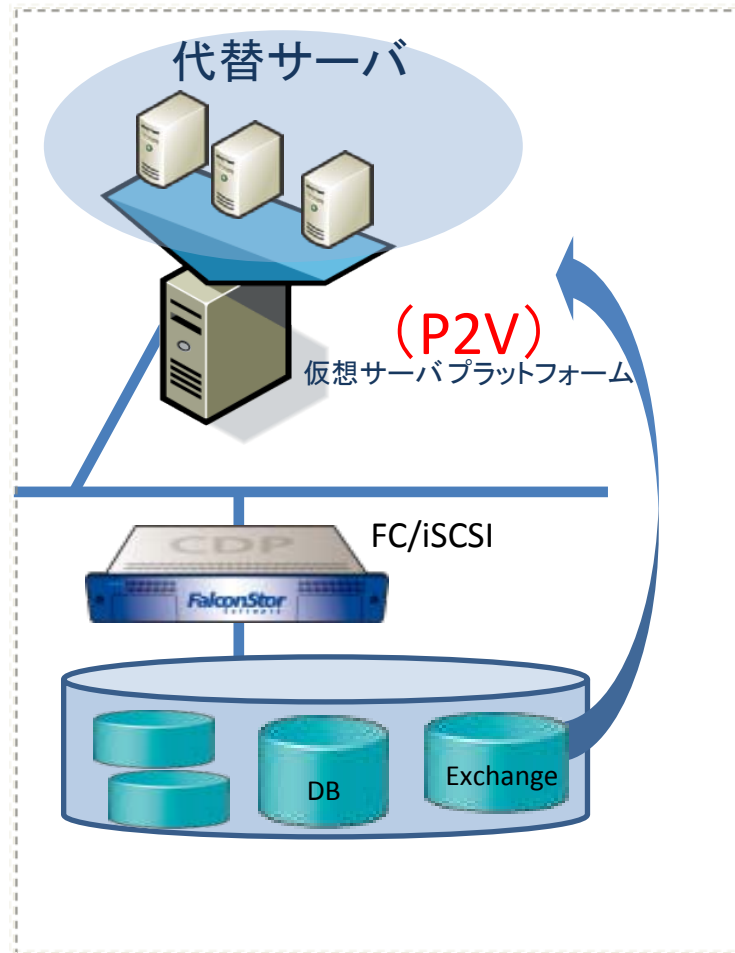 代替サーバ
（P2V）
仮想サーバプラットフォーム
FC/iSCSI
CDP
FalconStor
Software
DB
Exchange